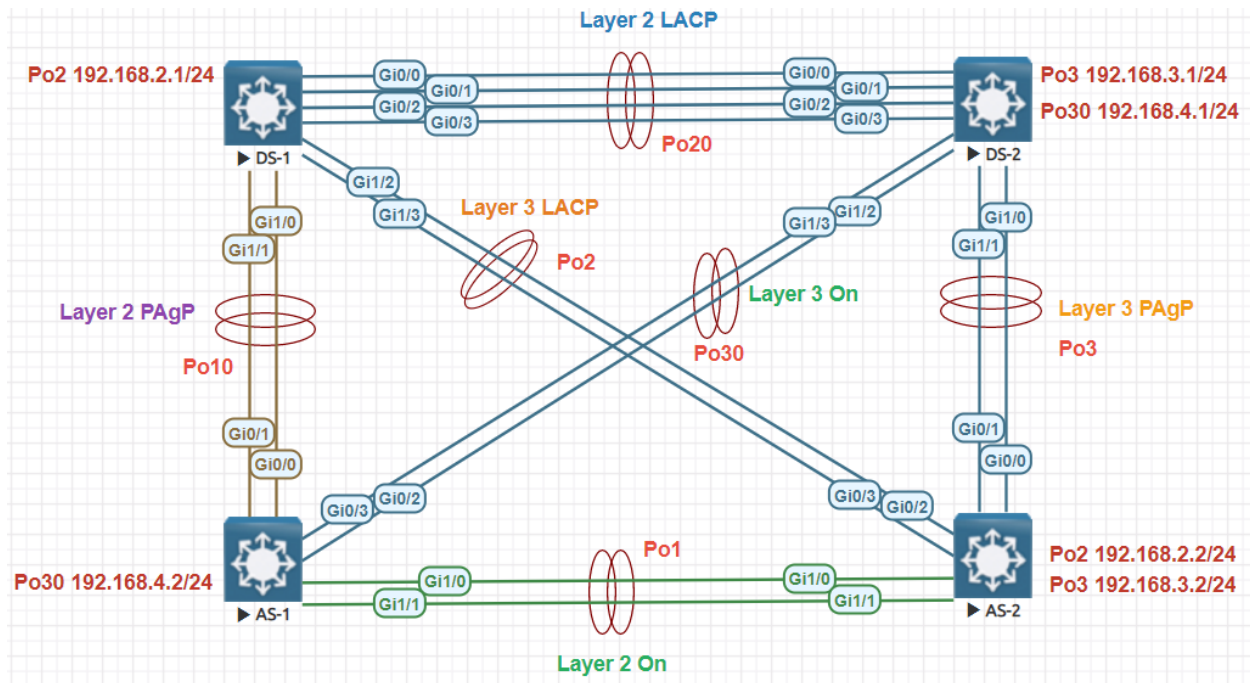 Layer 2 LACP
Po2 192.168.2.1/24
Gi0/0
Gi0/1
Gi0/2
Gi0/3
Gi0/0
Gi0/1
Gi0/2
Gi0/3
Po3 192.168.3.1/24
Po30 192.168.4.1/24
Po20
DS-1
DS-2
Gi1/2
Gi1/3
Layer 3 LACP
Po2
Gi1/3
Gi1/2
Gi1/0
Gi1/1
Gi1/0
Gi1/1
Layer 2 PAgP
Po10
Layer 3 On
Po30
Layer 3 PAgP
Po3
Gi0/1
Gi0/0
Gi0/1
Gi0/0
Gi0/3
Gi0/2
Gi0/3
Gi0/2
Po1
Po30 192.168.4.2/24
AS-1
Gi1/0
Gi1/1
Gi1/0
Gi1/1
Po2 192.168.2.2/24
Po3 192.168.3.2/24
AS-2
Layer 2 On